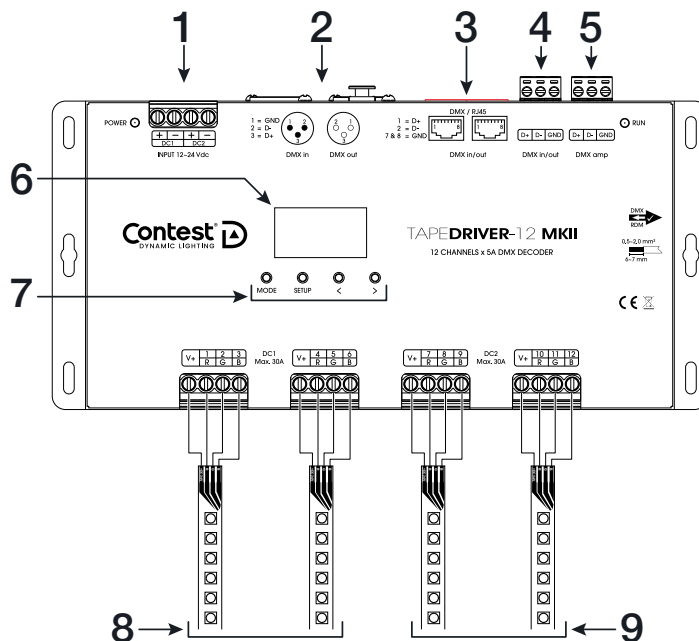 1
2
3
4
5
POWER
+ - + -
DC1 DC2
INPUT 12-24 Vdc
1 = GND
2 = D-
3 = D+
1 2
3
DMX in
2 1
3
DMX out
DMX / RJ45
1 = D+
2 = D-
7 & 8 = GND
1 8
1 8
DMX in/out
D+ D- GND
DMX in/out
D+ D- GND
DMX amp
RUN
6
Contest®
DYNAMIC LIGHTING
TAPEDRIVER-12 MKII
12 CHANNELS x 5A DMX DECODER
DMX
RDM
0,5-2,0 mm²
6-7 mm
7
MODE SETUP < >
CE
V+ 1 2 3
R G B
DC1
Max. 30A
V+ 4 5 6
R G B
V+ 7 8 9
R G B
DC2
Max. 30A
V+ 10 11 12
R G B
8
9